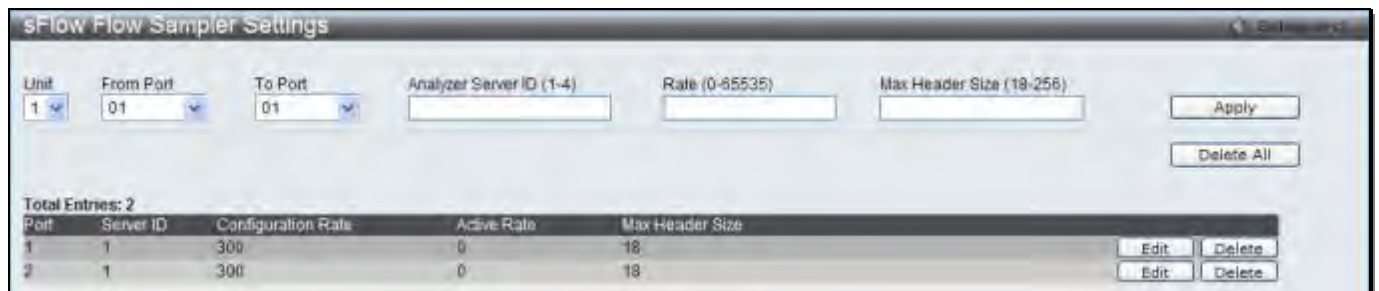 sFlow Flow Sampler Settings
Unit From Port To Port Analyzer Server ID (1-4) Rate (0-65535) Max Header Size (18-256)
1 01 01 Apply
Delete All
Total Entries: 2
Port Server ID Configuration Rate Active Rate Max Header Size
1 1 300 0 18 Edit Delete
2 1 300 0 18 Edit Delete